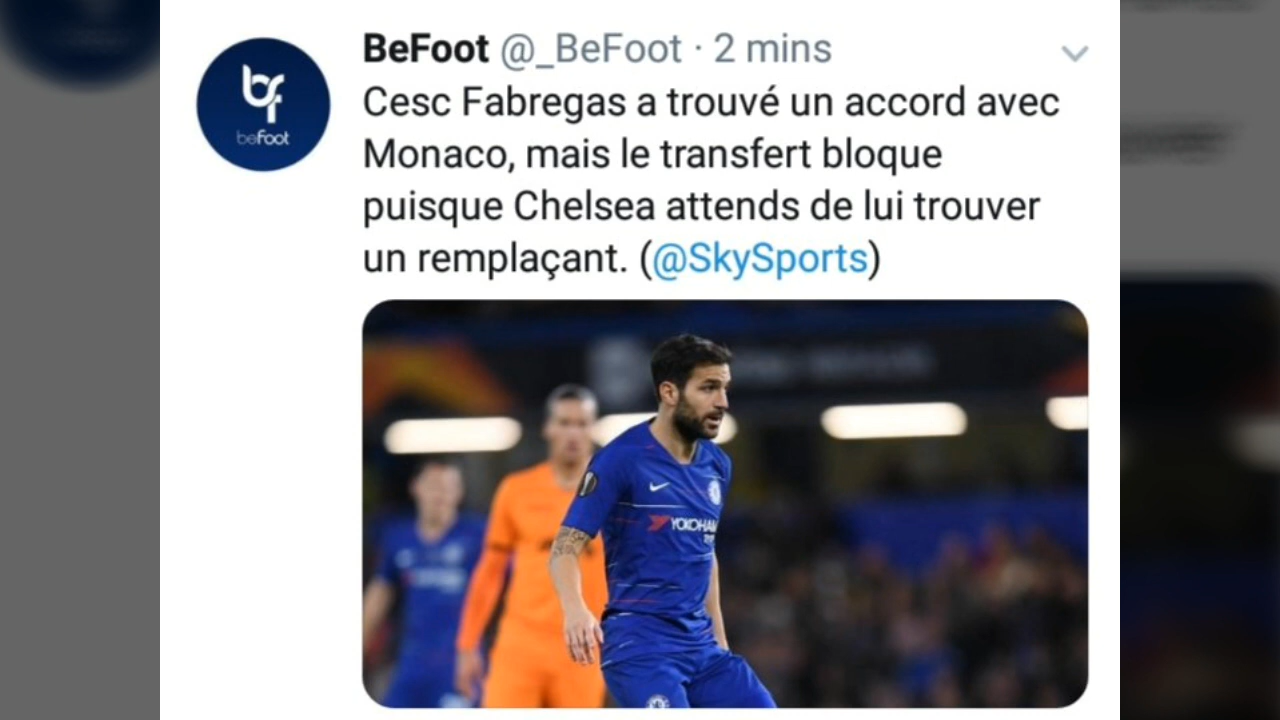 BeFoot @_BeFoot · 2 mins
Cesc Fabregas a trouvé un accord avec
Monaco, mais le transfert bloque
puisque Chelsea attends de lui trouver
un remplaçant. (@SkySports)
bf
beFoot
YOKOHAM